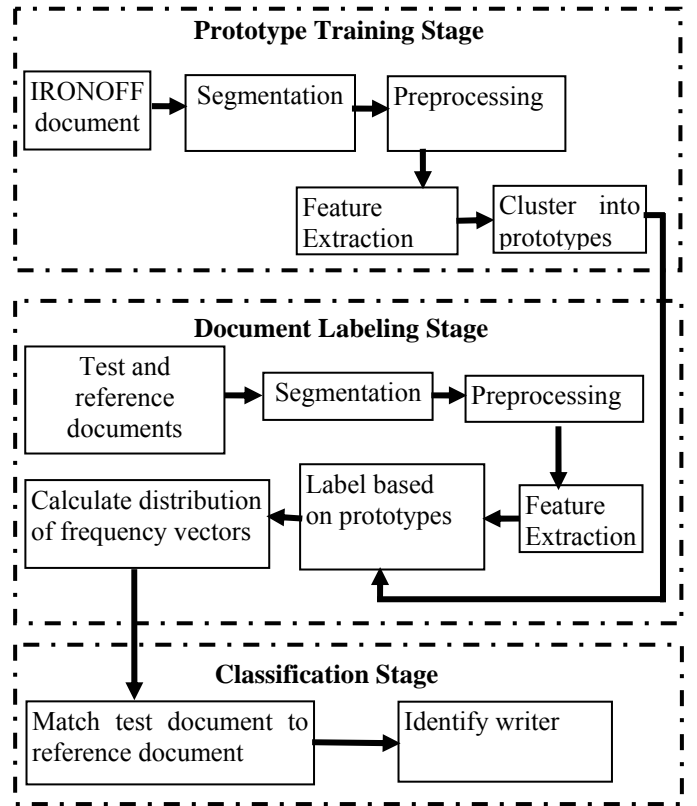 Prototype Training Stage
IRONOFF
document
Segmentation
Preprocessing
Feature
Extraction
Cluster into
prototypes
Document Labeling Stage
Test and
reference
documents
Segmentation
Preprocessing
Calculate distribution
of frequency vectors
Label based
on prototypes
Feature
Extraction
Classification Stage
Match test document to
reference document
Identify writer